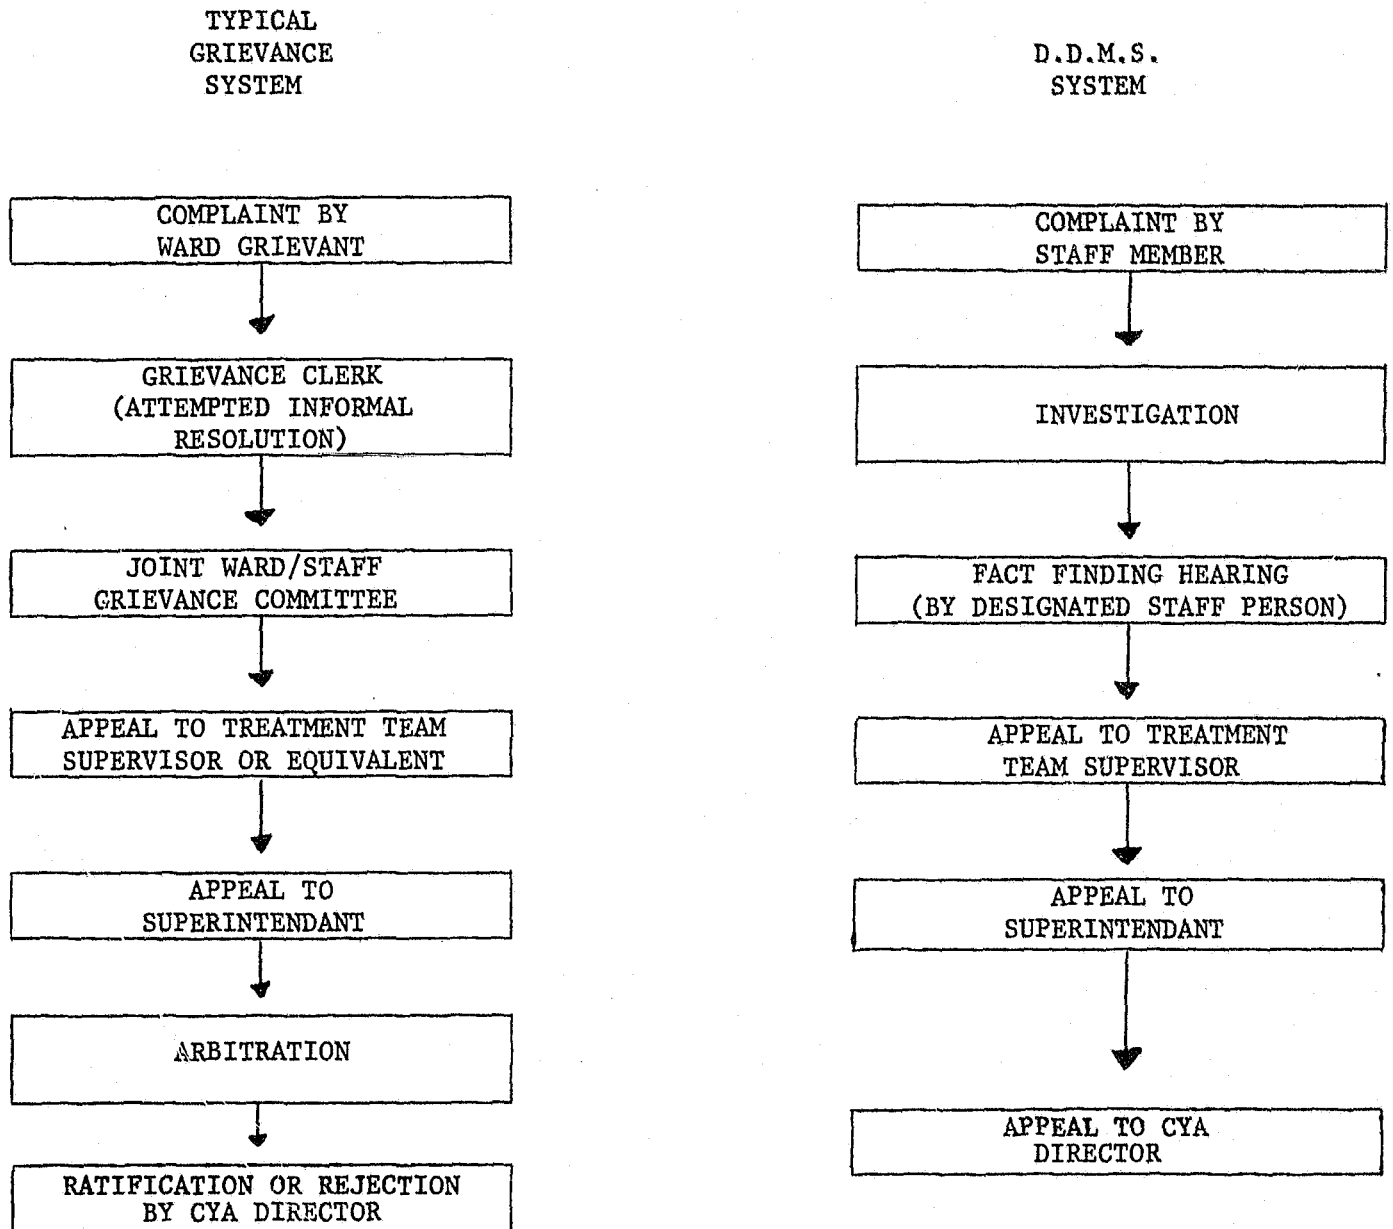 TYPICAL
GRIEVANCE
SYSTEM
COMPLAINT BY
WARD GRIEVANT
GRIEVANCE CLERK
(ATTEMPTED INFORMAL
RESOLUTION)
JOINT WARD/STAFF
GRIEVANCE COMMITTEE
APPEAL TO TREATMENT TEAM
SUPERVISOR OR EQUIVALENT
APPEAL TO
SUPERINTENDANT
ARBITRATION
RATIFICATION OR REJECTION
BY CYA DIRECTOR
D.D.M.S.
SYSTEM
COMPLAINT BY
STAFF MEMBER
INVESTIGATION
FACT FINDING HEARING
(BY DESIGNATED STAFF PERSON)
APPEAL TO TREATMENT
TEAM SUPERVISOR
APPEAL TO
SUPERINTENDANT
APPEAL TO CYA
DIRECTOR